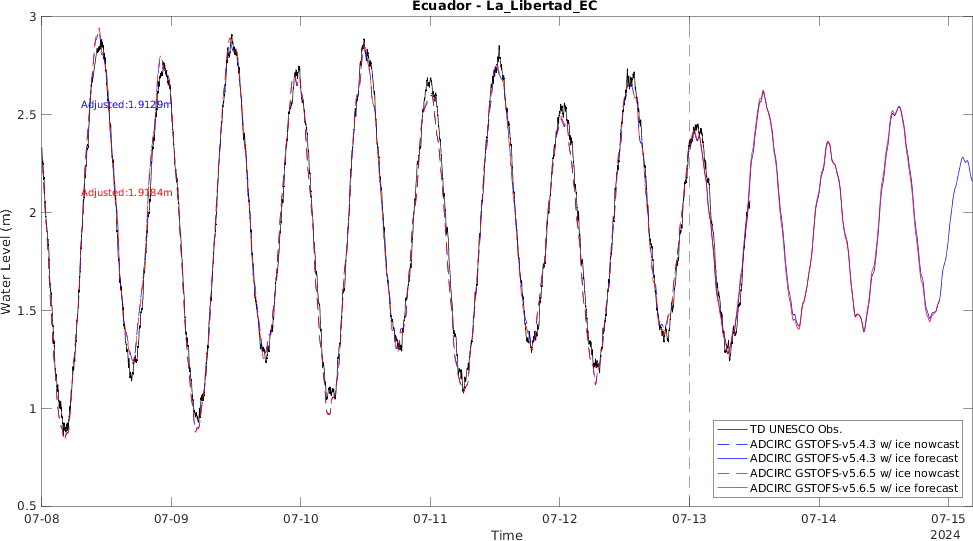 Ecuador - La_Libertad_EC
3
2.5
2
1.5
1
0.5
Water Level (m)
Adjusted:1.9129m
Adjusted:1.9184m
TD UNESCO Obs.
ADCIRC GSTOFS-v5.4.3 w/ ice nowcast
ADCIRC GSTOFS-v5.4.3 w/ ice forecast
ADCIRC GSTOFS-v5.6.5 w/ ice nowcast
ADCIRC GSTOFS-v5.6.5 w/ ice forecast
07-08 07-09 07-10 07-11 07-12 07-13 07-14 07-15
Time
2024